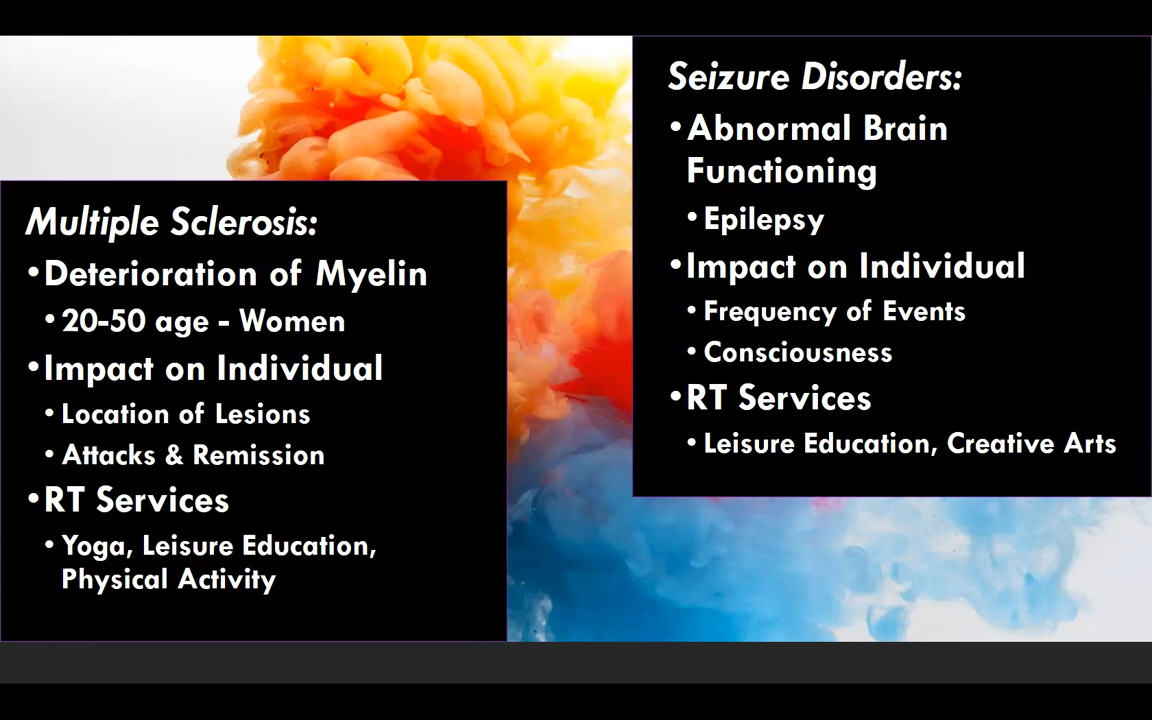 Multiple Sclerosis:
•Deterioration of Myelin
•20-50 age - Women
•Impact on Individual
•Location of Lesions
•Attacks & Remission
•RT Services
•Yoga, Leisure Education,
Physical Activity
Seizure Disorders:
•Abnormal Brain
Functioning
•Epilepsy
•Impact on Individual
•Frequency of Events
•Consciousness
•RT Services
•Leisure Education, Creative Arts